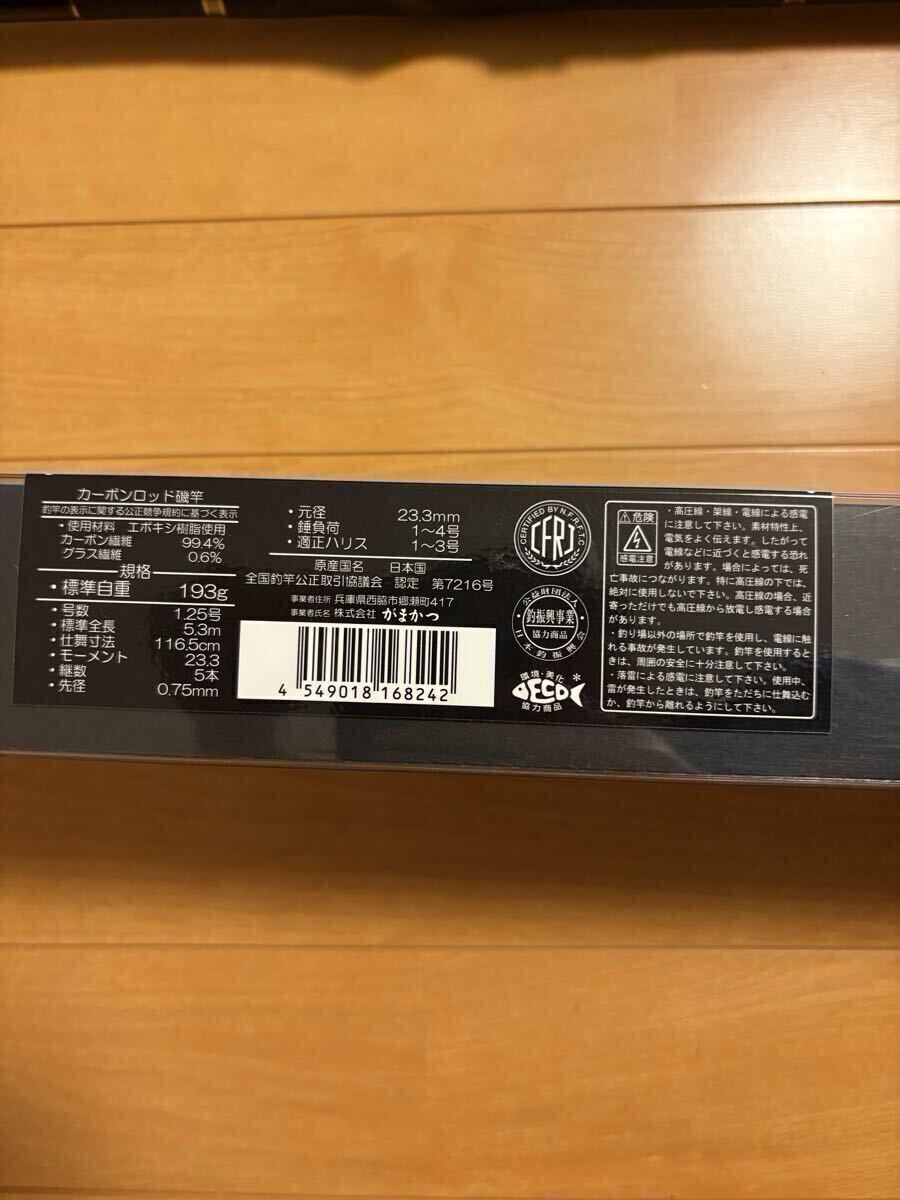 カーボンロッド磯竿
釣竿の表示に関する公正競争規約に基づく表示
・使用材料 エポキシ樹脂使用
カーボン繊維 99.4%
グラス繊維 0.6%
規格
・標準自重 193g
・号数 1.25号
・標準全長 5.3m
・仕舞寸法 116.5cm
・モーメント 23.3
・継数 5本
・先径 0.75mm
・元径 23.3mm
・錘負荷 1〜4号
・適正ハリス 1〜3号
原産国名 日本国
全国釣竿公正取引協議会 認定 第7216号
事業者住所 兵庫県西脇市郷瀬町417
事業者氏名 株式会社 がまかつ
4 549018 168242
CERTIFIED BY N.F.R.F.T.C
CFRJ
公益財団法人
釣振興事業
協力商品
日本釣振興会
環境・美化
ECO
協力商品
危険
感電注意
・高圧線・架線・電線による感電
に注意して下さい。素材特性上、
電気をよく伝えます。したがって
電線などに近づくと感電する恐れ
があります。場合によっては、死
亡事故につながります。特に高圧線の下では、
絶対に使用しないで下さい。高圧線の場合、近
寄っただけでも高圧線から放電し感電する場合
があります。
・釣り場以外の場所で釣竿を使用し、電線に触
れる事故が発生しています。釣竿を使用すると
きは、周囲の安全に十分注意して下さい。
・落雷による感電に注意して下さい。使用中、
雷が発生したときは、釣竿をただちに仕舞込む
か、釣竿から離れるようにして下さい。